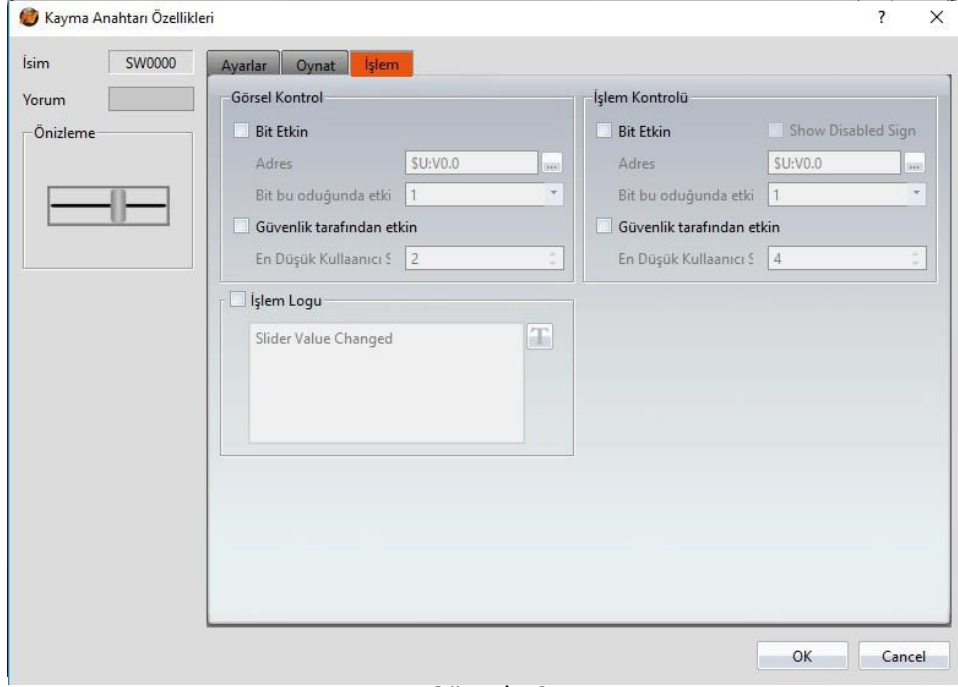 Kayma Anahtarı Özellikleri
İsim SW0000
Yorum
Önizleme
Ayarlar Oynat İşlem
Görsel Kontrol
Bit Etkin
Adres $U:V0.0 ...
Bit bu oduğunda etki 1
Güvenlik tarafından etkin
En Düşük Kullaanıcı S 2
İşlem Logu
Slider Value Changed
T
İşlem Kontrolü
Bit Etkin Show Disabled Sign
Adres $U:V0.0 ...
Bit bu oduğunda etki 1
Güvenlik tarafından etkin
En Düşük Kullaanıcı S 4
OK Cancel